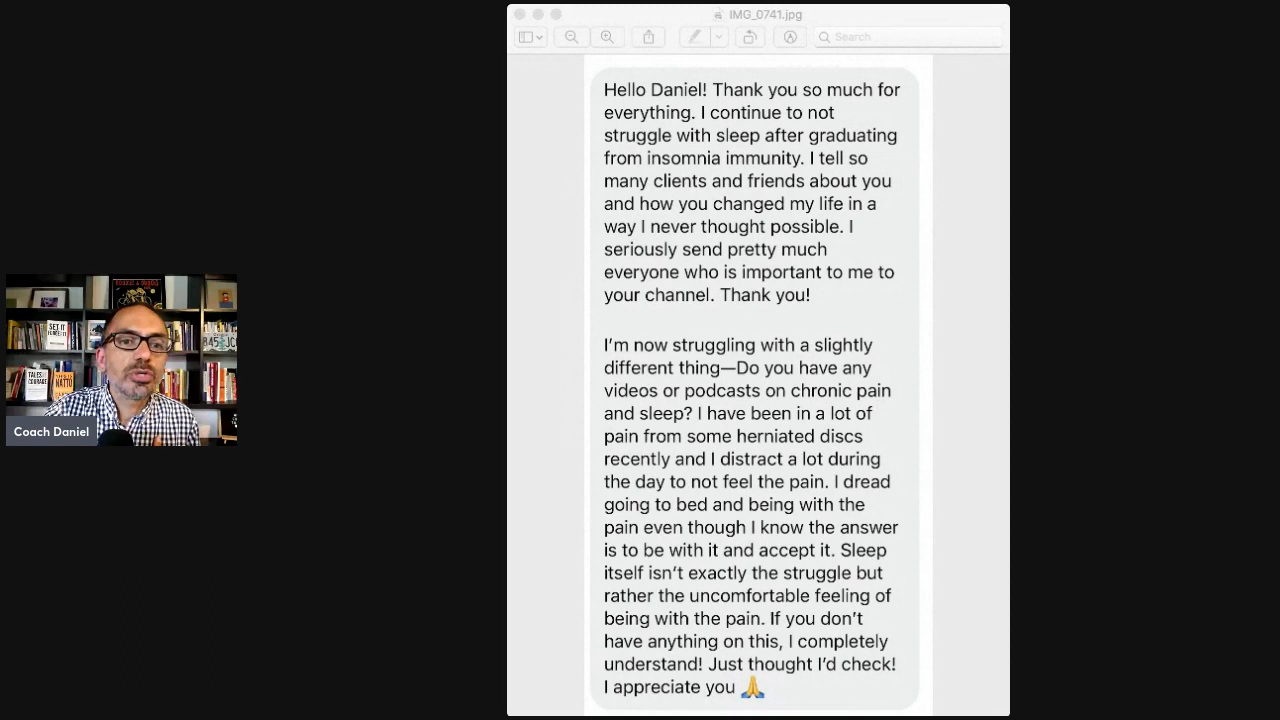 IMG_0741.jpg
Search
Hello Daniel! Thank you so much for
everything. I continue to not
struggle with sleep after graduating
from insomnia immunity. I tell so
many clients and friends about you
and how you changed my life in a
way I never thought possible. I
seriously send pretty much
everyone who is important to me to
your channel. Thank you!
I’m now struggling with a slightly
different thing—Do you have any
videos or podcasts on chronic pain
and sleep? I have been in a lot of
pain from some herniated discs
recently and I distract a lot during
the day to not feel the pain. I dread
going to bed and being with the
pain even though I know the answer
is to be with it and accept it. Sleep
itself isn’t exactly the struggle but
rather the uncomfortable feeling of
being with the pain. If you don’t
have anything on this, I completely
understand! Just thought I’d check!
I appreciate you 🙏
SET IT
TALES OF
COURAGE
THIS IS
NATTO
Coach Daniel